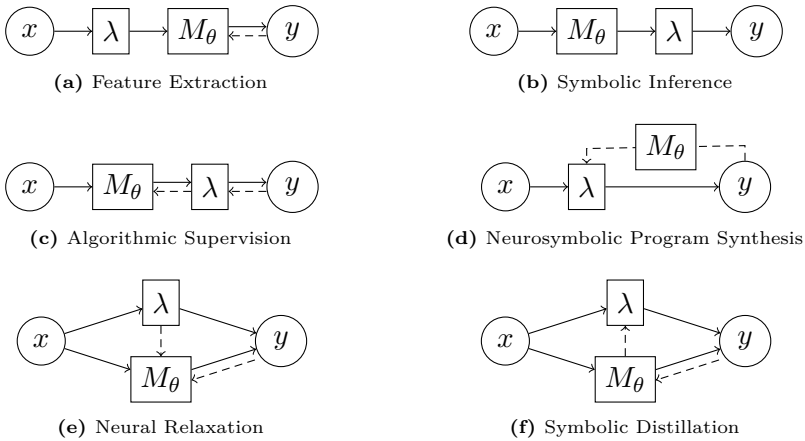 x λ M_θ y
(a) Feature Extraction
x M_θ λ y
(b) Symbolic Inference
x M_θ λ y
(c) Algorithmic Supervision
M_θ
x λ y
(d) Neurosymbolic Program Synthesis
λ
x y
M_θ
(e) Neural Relaxation
λ
x y
M_θ
(f) Symbolic Distillation